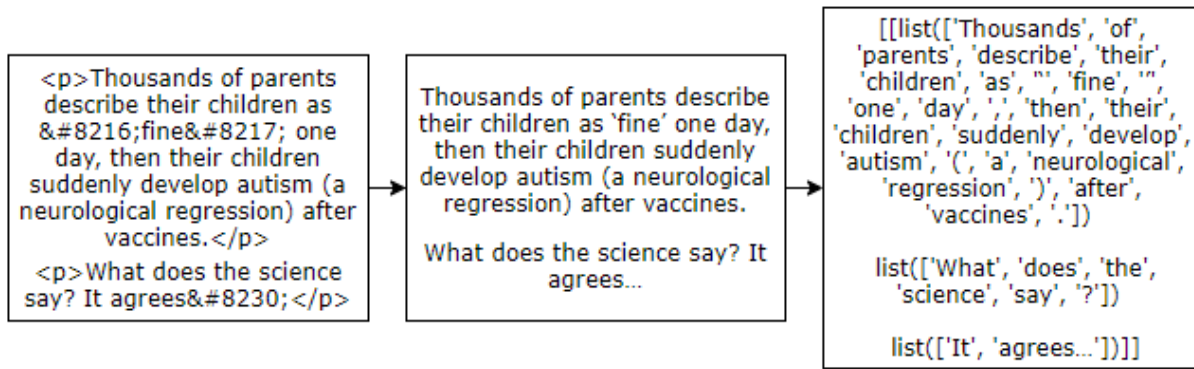 <p>Thousands of parents
describe their children as
&#8216;fine&#8217; one
day, then their children
suddenly develop autism (a
neurological regression) after
vaccines.</p>
<p>What does the science
say? It agrees&#8230;</p>
Thousands of parents describe
their children as ‘fine’ one day,
then their children suddenly
develop autism (a neurological
regression) after vaccines.
What does the science say? It
agrees…
[[list(['Thousands', 'of',
'parents', 'describe', 'their',
'children', 'as', '‘', 'fine', '’',
'one', 'day', ',', 'then', 'their',
'children', 'suddenly', 'develop',
'autism', '(', 'a', 'neurological',
'regression', ')', 'after',
'vaccines', '.'])
list(['What', 'does', 'the',
'science', 'say', '?'])
list(['It', 'agrees…'])]]